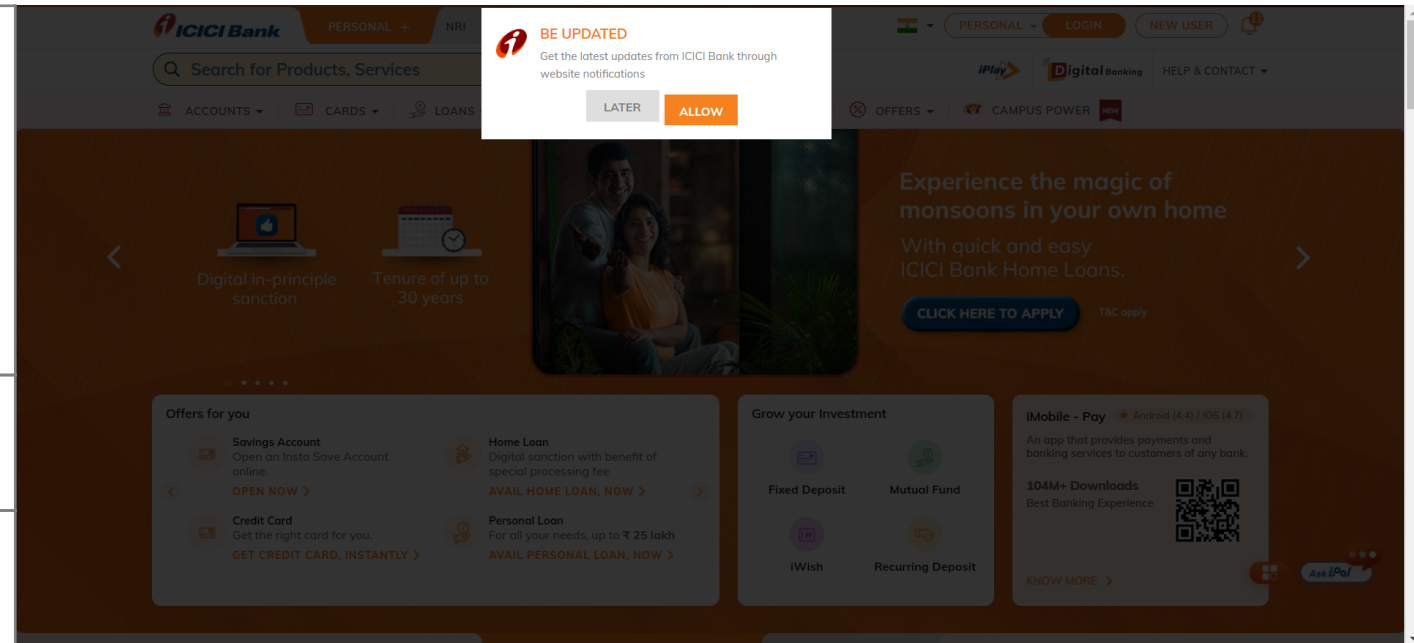 ICICI Bank
PERSONAL +
NRI
PERSONAL
LOGIN
NEW USER
11
BE UPDATED
Get the latest updates from ICICI Bank through
website notifications
LATER
ALLOW
Search for Products, Services
iPlay
Digital Banking
HELP & CONTACT
ACCOUNTS
CARDS
LOANS
OFFERS
CAMPUS POWER
NEW
Digital in-principle
sanction
Tenure of up to
30 years
Experience the magic of
monsoons in your own home
With quick and easy
ICICI Bank Home Loans.
CLICK HERE TO APPLY
T&C apply
Offers for you
Savings Account
Open an Insta Save Account
online.
OPEN NOW >
Home Loan
Digital sanction with benefit of
special processing fee
AVAIL HOME LOAN, NOW >
Credit Card
Get the right card for you.
GET CREDIT CARD, INSTANTLY >
Personal Loan
For all your needs, up to ₹ 25 lakh
AVAIL PERSONAL LOAN, NOW >
Grow your Investment
Fixed Deposit
Mutual Fund
iWish
Recurring Deposit
iMobile - Pay
★ Android (4.4) / IOS (4.7)
An app that provides payments and
banking services to customers of any bank.
104M+ Downloads
Best Banking Experience
KNOW MORE >
Ask iPal